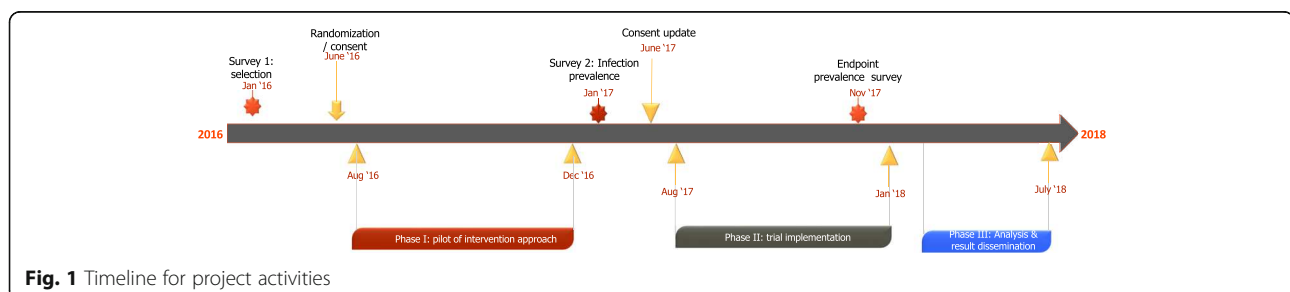 Randomization
/ consent
June ‘16
Consent update
June ‘17
Survey 1:
selection
Jan ‘16
Survey 2: Infection
prevalence
Jan ‘17
Endpoint
prevalence survey
Nov ‘17
2016
2018
Aug ‘16
Dec ‘16
Aug ‘17
Jan ‘18
July ‘18
Phase I: pilot of intervention approach
Phase II: trial implementation
Phase III: Analysis &
result dissemination
Fig. 1 Timeline for project activities